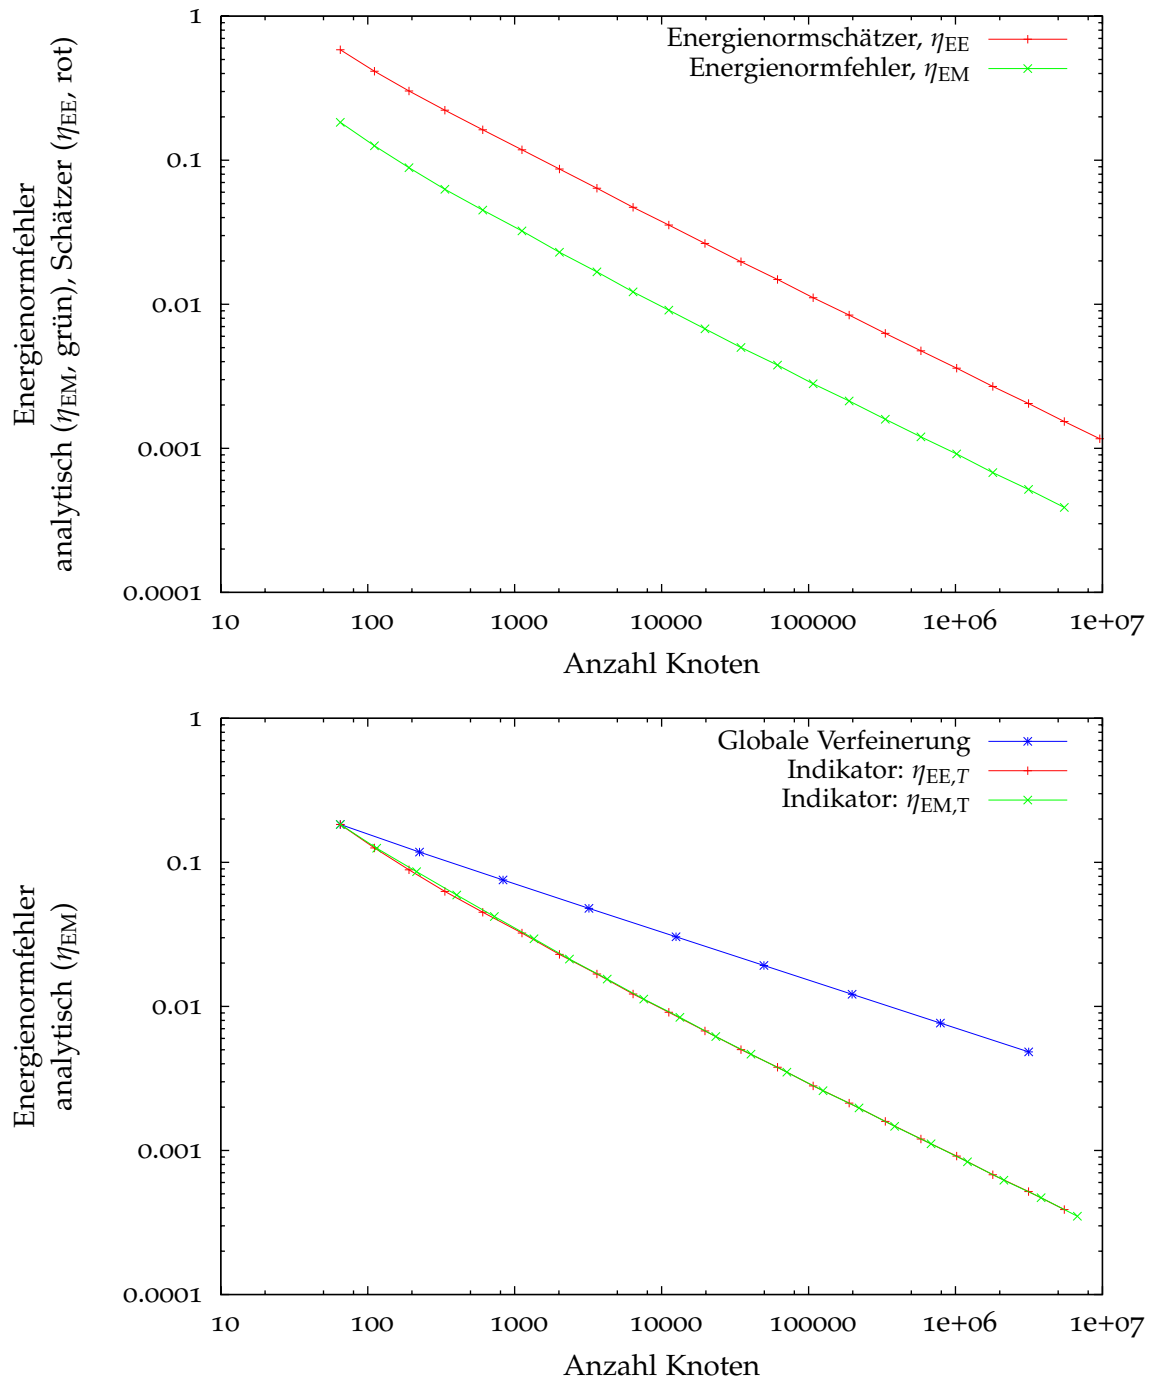 1
0.1
0.01
0.001
0.0001
10
100
1000
10000
100000
1e+06
1e+07
Energienormfehler
analytisch (ηEM, grün), Schätzer (ηEE, rot)
Anzahl Knoten
Energienormschätzer, ηEE
Energienormfehler, ηEM
1
0.1
0.01
0.001
0.0001
10
100
1000
10000
100000
1e+06
1e+07
Energienormfehler
analytisch (ηEM)
Anzahl Knoten
Globale Verfeinerung
Indikator: ηEE,T
Indikator: ηEM,T